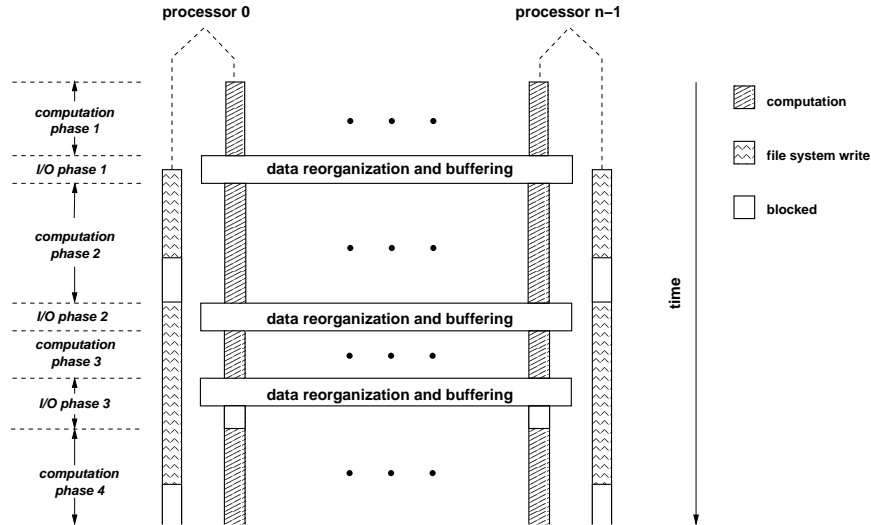 processor 0
processor n−1
computation
phase 1
I/O phase 1
computation
phase 2
I/O phase 2
computation
phase 3
I/O phase 3
computation
phase 4
data reorganization and buffering
data reorganization and buffering
data reorganization and buffering
time
computation
file system write
blocked